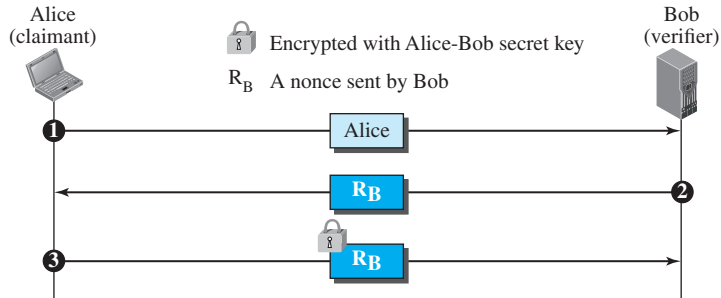 Alice
(claimant)
Bob
(verifier)
Encrypted with Alice-Bob secret key
R_B A nonce sent by Bob
1
Alice
R_B
2
3
R_B